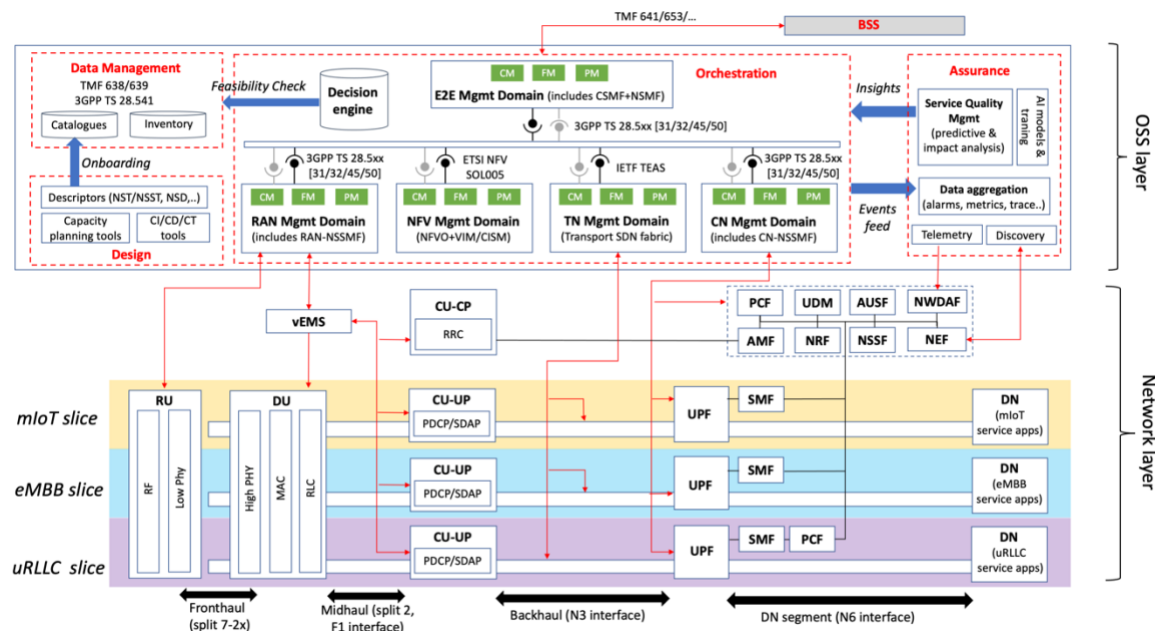 TMF 641/653/...
BSS
Data Management
TMF 638/639
3GPP TS 28.541
Catalogues
Inventory
Onboarding
Descriptors (NST/NSST, NSD,..)
Capacity
planning tools
CI/CD/CT
tools
Design
Feasibility Check
Decision
engine
CM
FM
PM
E2E Mgmt Domain (includes CSMF+NSMF)
Orchestration
3GPP TS 28.5xx [31/32/45/50]
3GPP TS 28.5xx
[31/32/45/50]
ETSI NFV
SOL005
IETF TEAS
3GPP TS 28.5xx
[31/32/45/50]
CM
FM
PM
RAN Mgmt Domain
(includes RAN-NSSMF)
CM
FM
PM
NFV Mgmt Domain
(NFVO+VIM/CISM)
CM
FM
PM
TN Mgmt Domain
(Transport SDN fabric)
CM
FM
PM
CN Mgmt Domain
(includes CN-NSSMF)
Insights
Events
feed
Assurance
Service Quality
Mgmt
(predictive &
impact analysis)
AI models &
traning
Data aggregation
(alarms, metrics, trace..)
Telemetry
Discovery
OSS layer
vEMS
CU-CP
RRC
PCF
UDM
AUSF
NWDAF
AMF
NRF
NSSF
NEF
Network layer
mIoT slice
eMBB slice
uRLLC slice
RU
RF
Low Phy
DU
High PHY
MAC
RLC
CU-UP
PDCP/SDAP
UPF
SMF
DN
(mIoT
service apps)
CU-UP
PDCP/SDAP
UPF
SMF
DN
(eMBB
service apps)
CU-UP
PDCP/SDAP
UPF
SMF
PCF
DN
(uRLLC
service apps)
Fronthaul
(split 7-2x)
Midhaul (split 2,
F1 interface)
Backhaul (N3 interface)
DN segment (N6 interface)